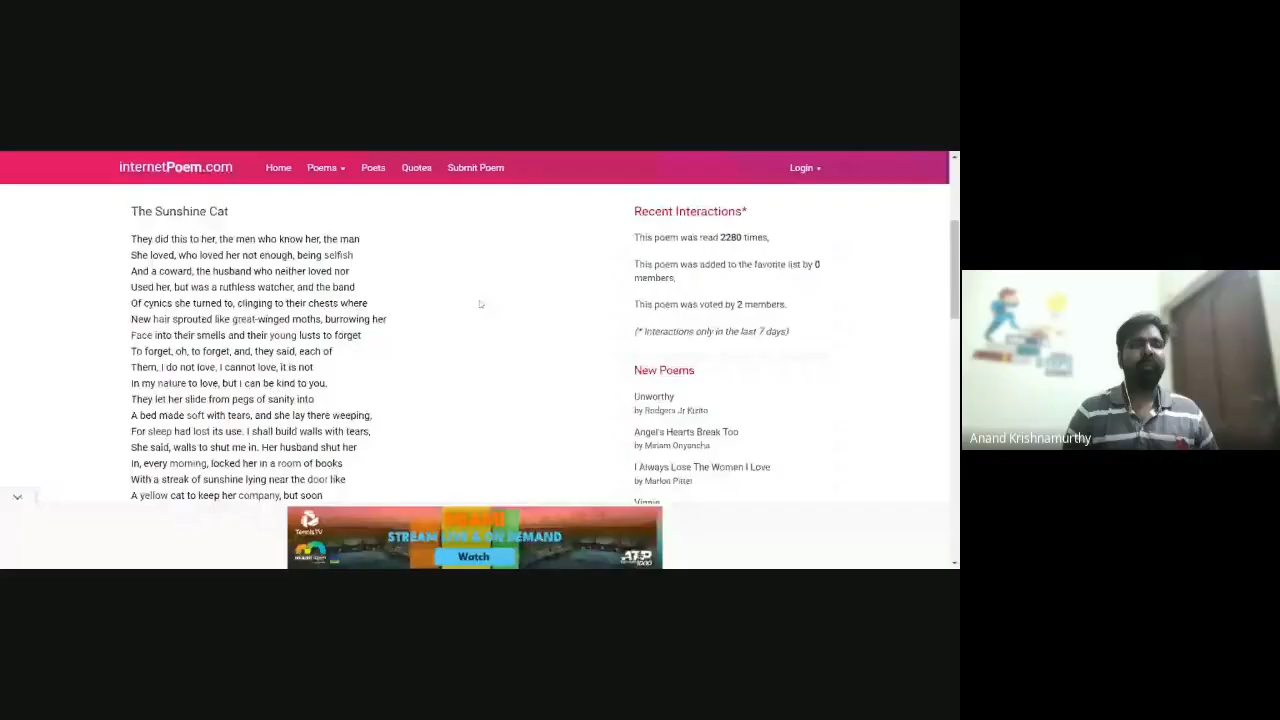 internetPoem.com
Home
Poems
Poets
Quotes
Submit Poem
Login
The Sunshine Cat
They did this to her, the men who know her, the man
She loved, who loved her not enough, being selfish
And a coward, the husband who neither loved nor
Used her, but was a ruthless watcher, and the band
Of cynics she turned to, clinging to their chests where
New hair sprouted like great-winged moths, burrowing her
Face into their smells and their young lusts to forget
To forget, oh, to forget, and, they said, each of
Them, I do not love, I cannot love, it is not
In my nature to love, but I can be kind to you.
They let her slide from pegs of sanity into
A bed made soft with tears, and she lay there weeping,
For sleep had lost its use. I shall build walls with tears,
She said, walls to shut me in. Her husband shut her
In, every morning, locked her in a room of books
With a streak of sunshine lying near the door like
A yellow cat to keep her company, but soon
Recent Interactions*
This poem was read 2280 times,
This poem was added to the favorite list by 0
members,
This poem was voted by 2 members.
(* Interactions only in the last 7 days)
New Poems
Unworthy
by Rodgers Jr Kizito
Angel's Hearts Break Too
by Miriam Onyancha
I Always Lose The Women I Love
by Marlon Pitter
TennisTV
STREAM LIVE & ON DEMAND
Watch
ATP
1000
Anand Krishnamurthy